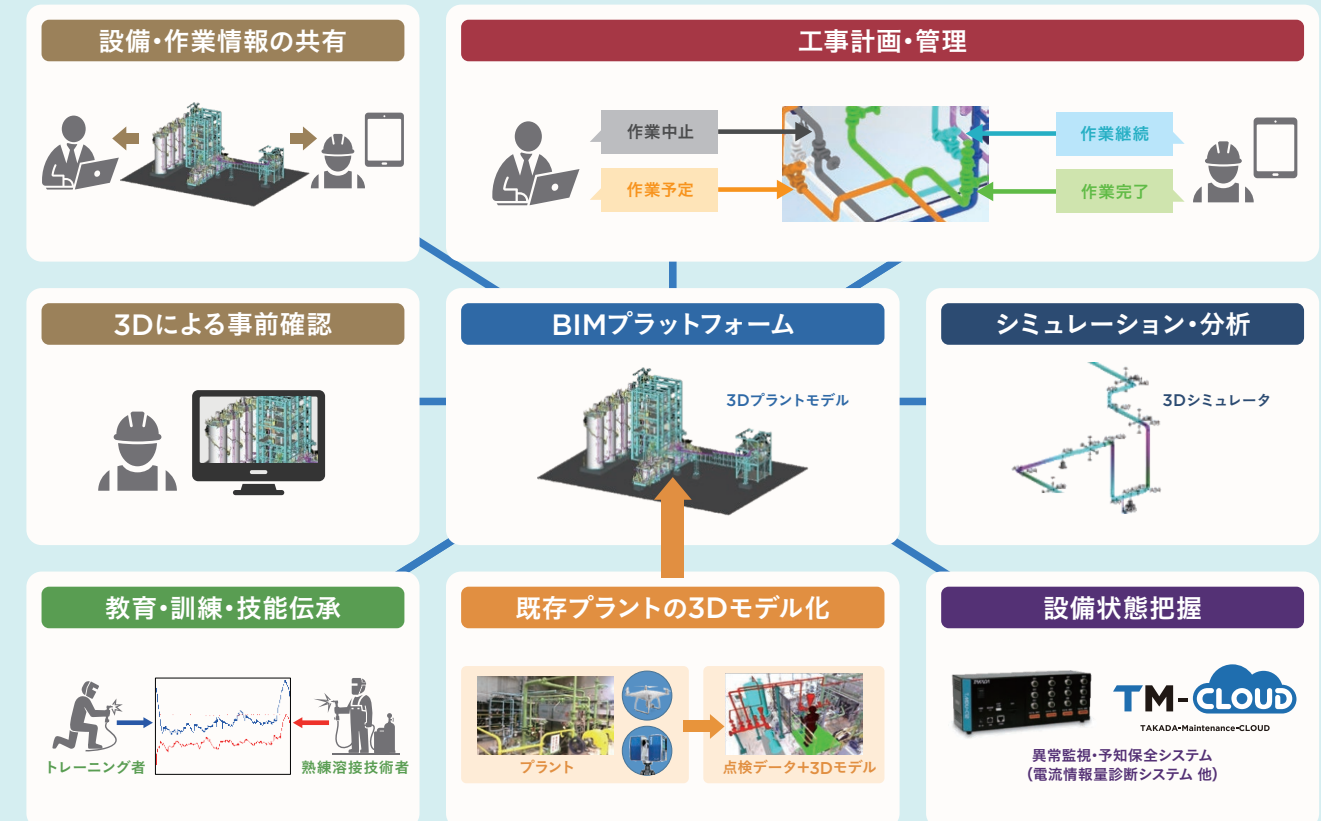 設備・作業情報の共有
工事計画・管理
作業中止
作業継続
作業予定
作業完了
3Dによる事前確認
BIMプラットフォーム
シミュレーション・分析
3Dプラントモデル
3Dシミュレータ
教育・訓練・技能伝承
既存プラントの3Dモデル化
設備状態把握
トレーニング者
熟練溶接技術者
プラント
点検データ+3Dモデル
TM-CLOUD
TAKADA-Maintenance-CLOUD
異常監視・予知保全システム
(電流情報量診断システム 他)